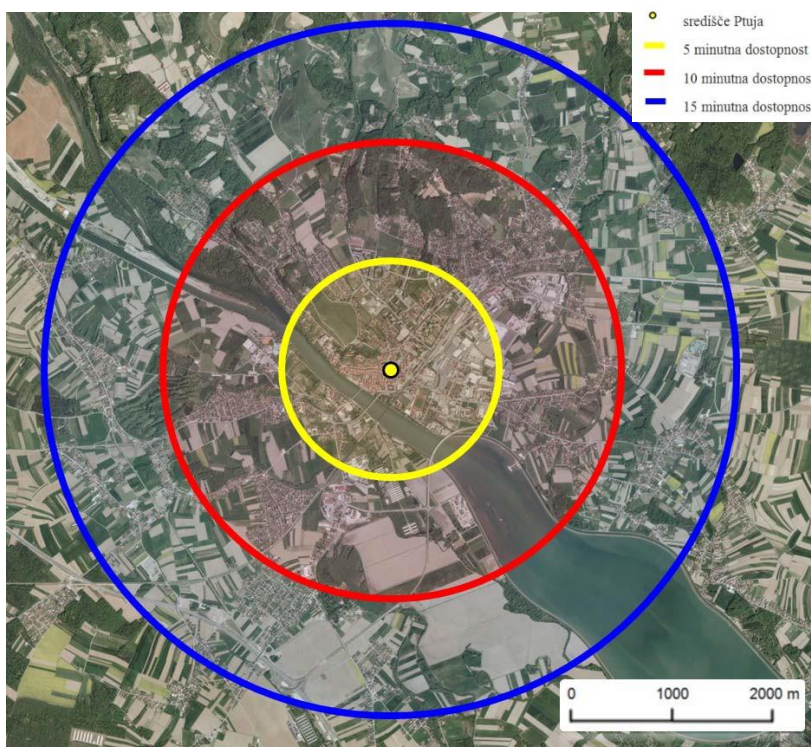 središče Ptuja
5 minutna dostopnost
10 minutna dostopnos
15 minutna dostopnos
0 1000 2000 m